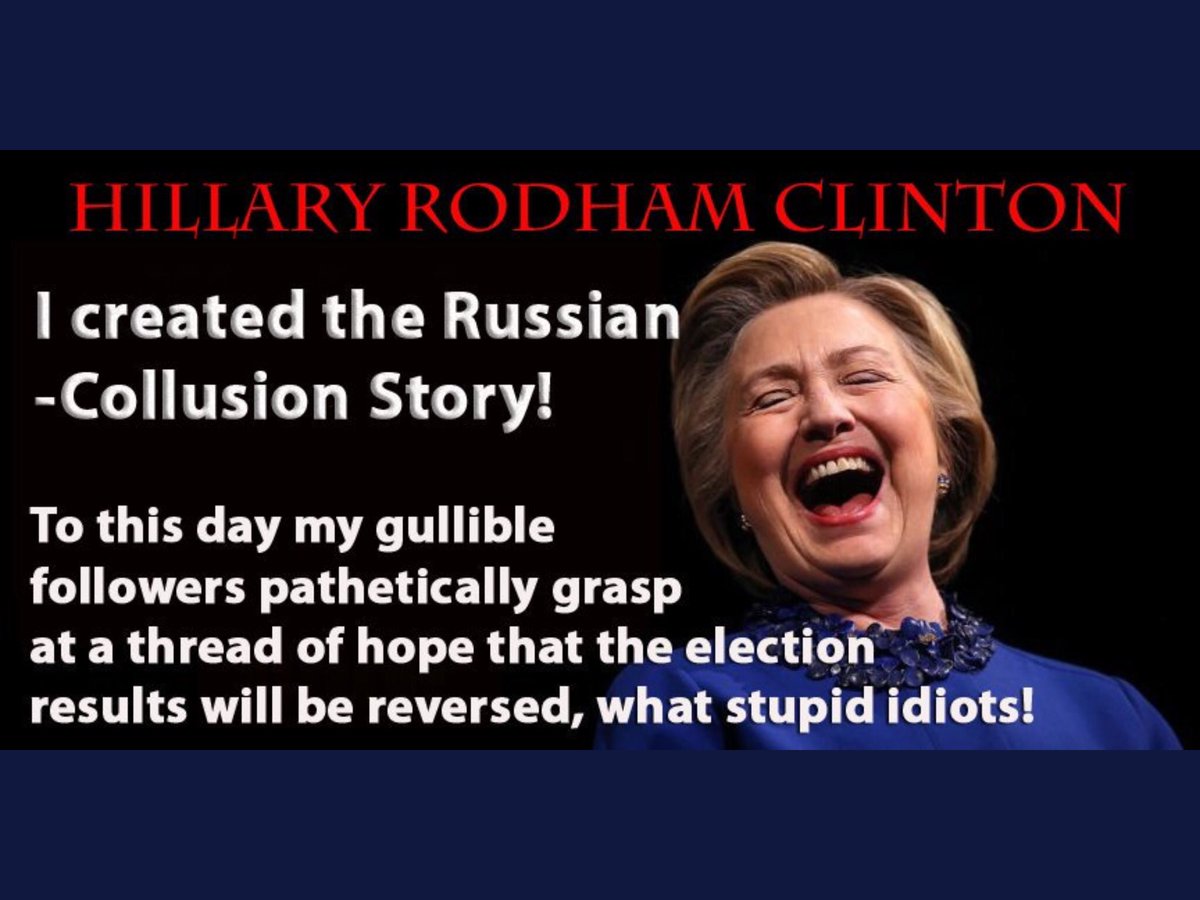 HILLARY RODHAM CLINTON
I created the Russian
-Collusion Story!
To this day my gullible
followers pathetically grasp
at a thread of hope that the election
results will be reversed, what stupid idiots!